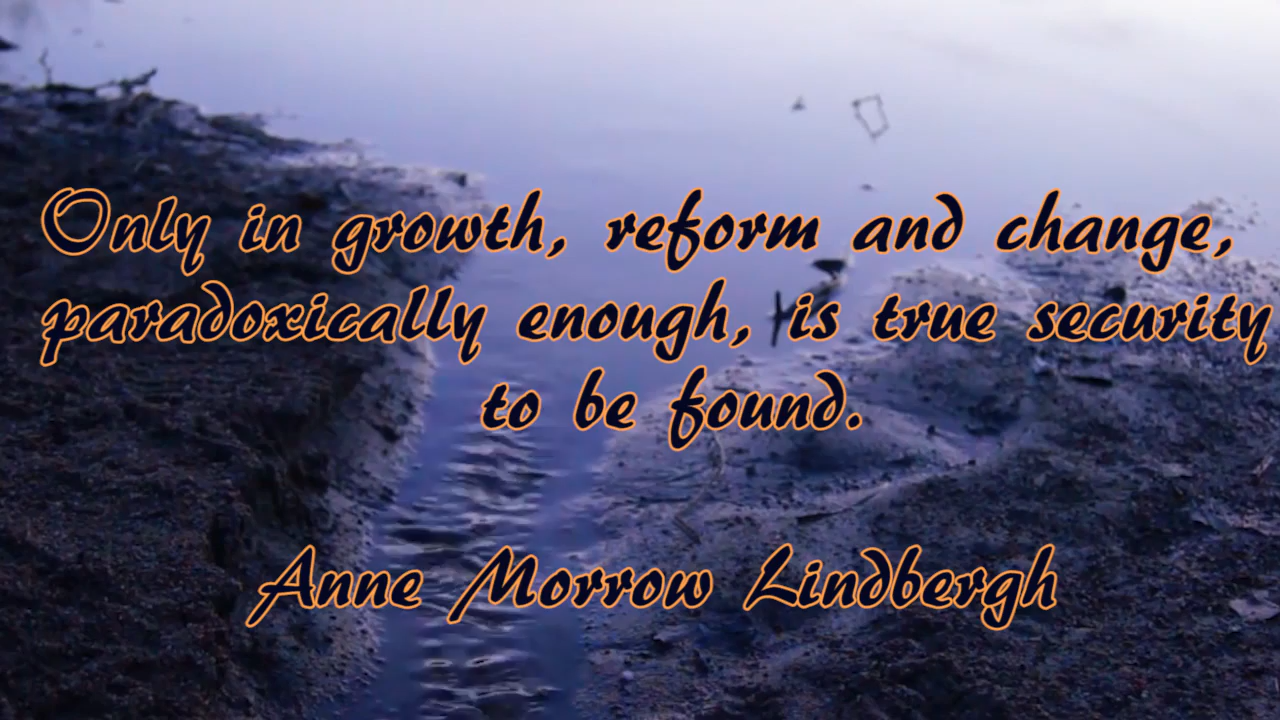 Only in growth, reform and change,
paradoxically enough, is true security
to be found.
Anne Morrow Lindbergh